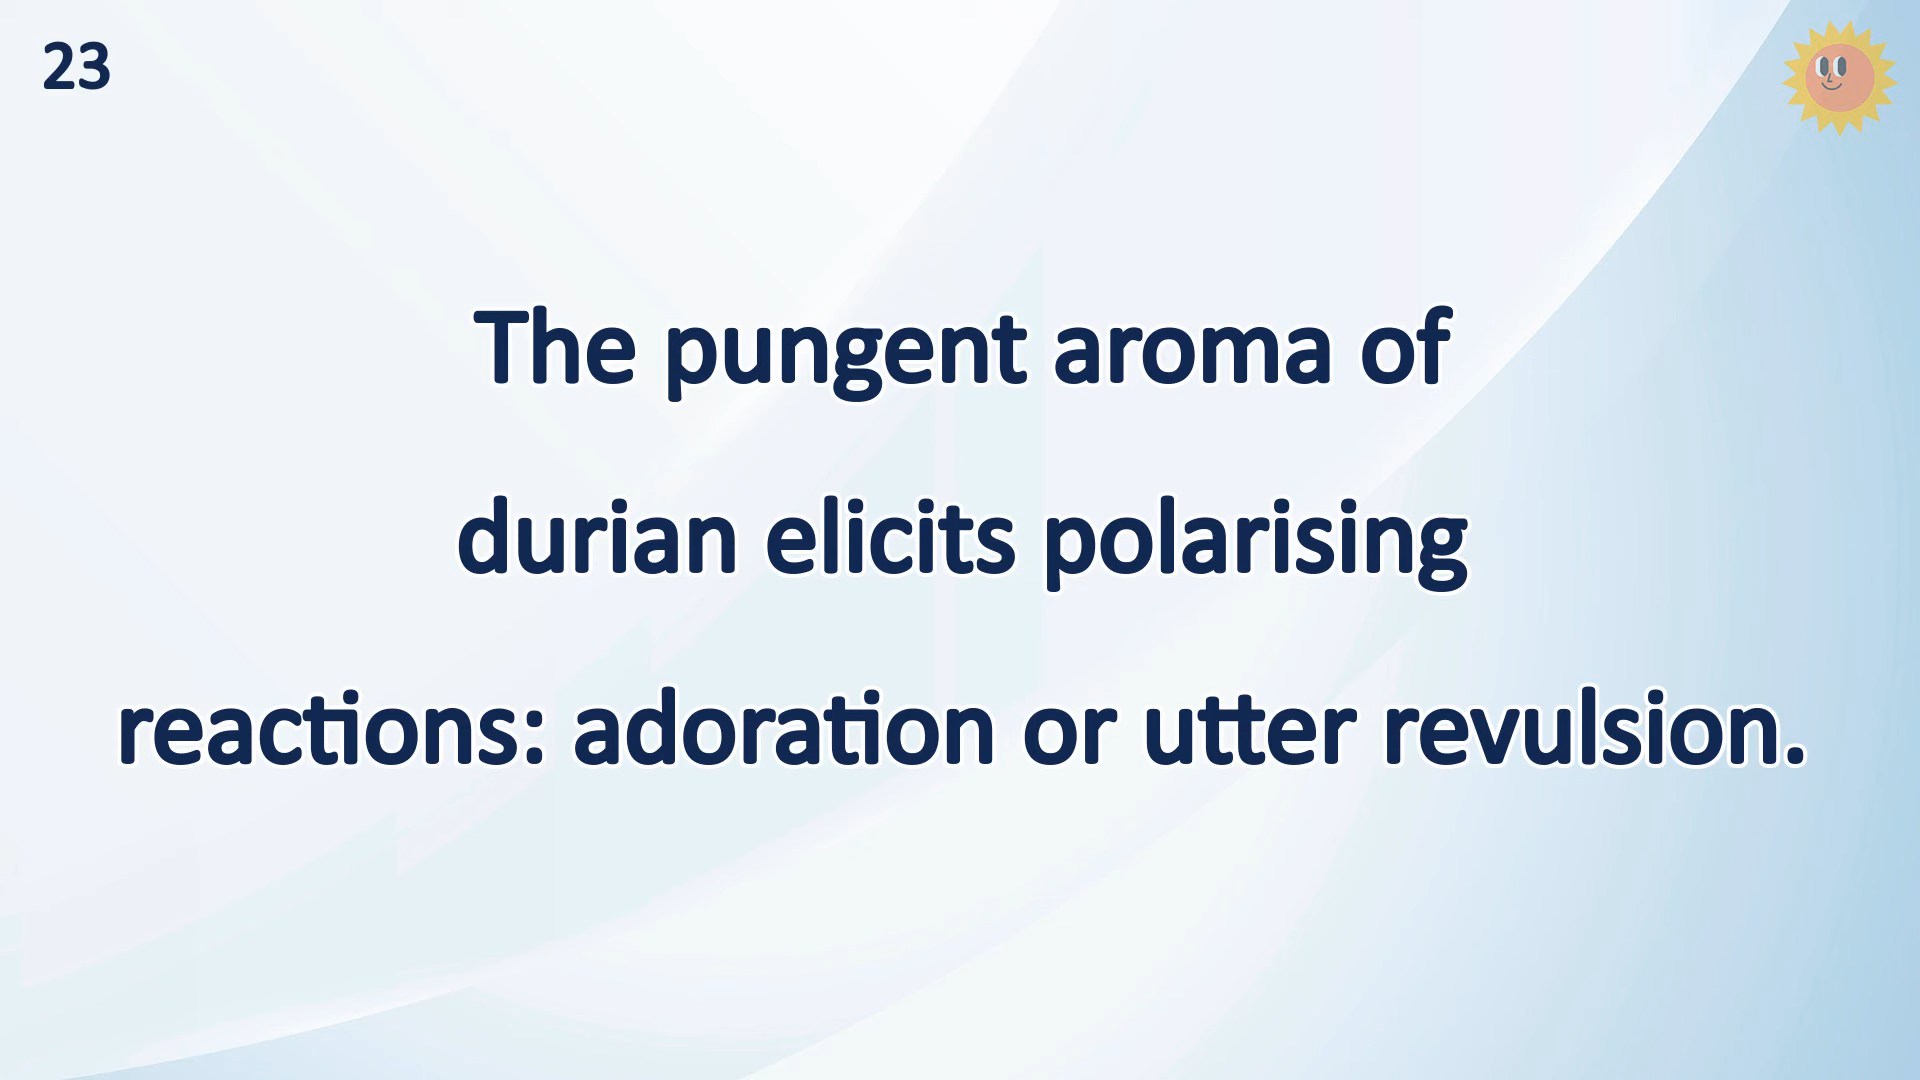 23
The pungent aroma of
durian elicits polarising
reactions: adoration or utter revulsion.